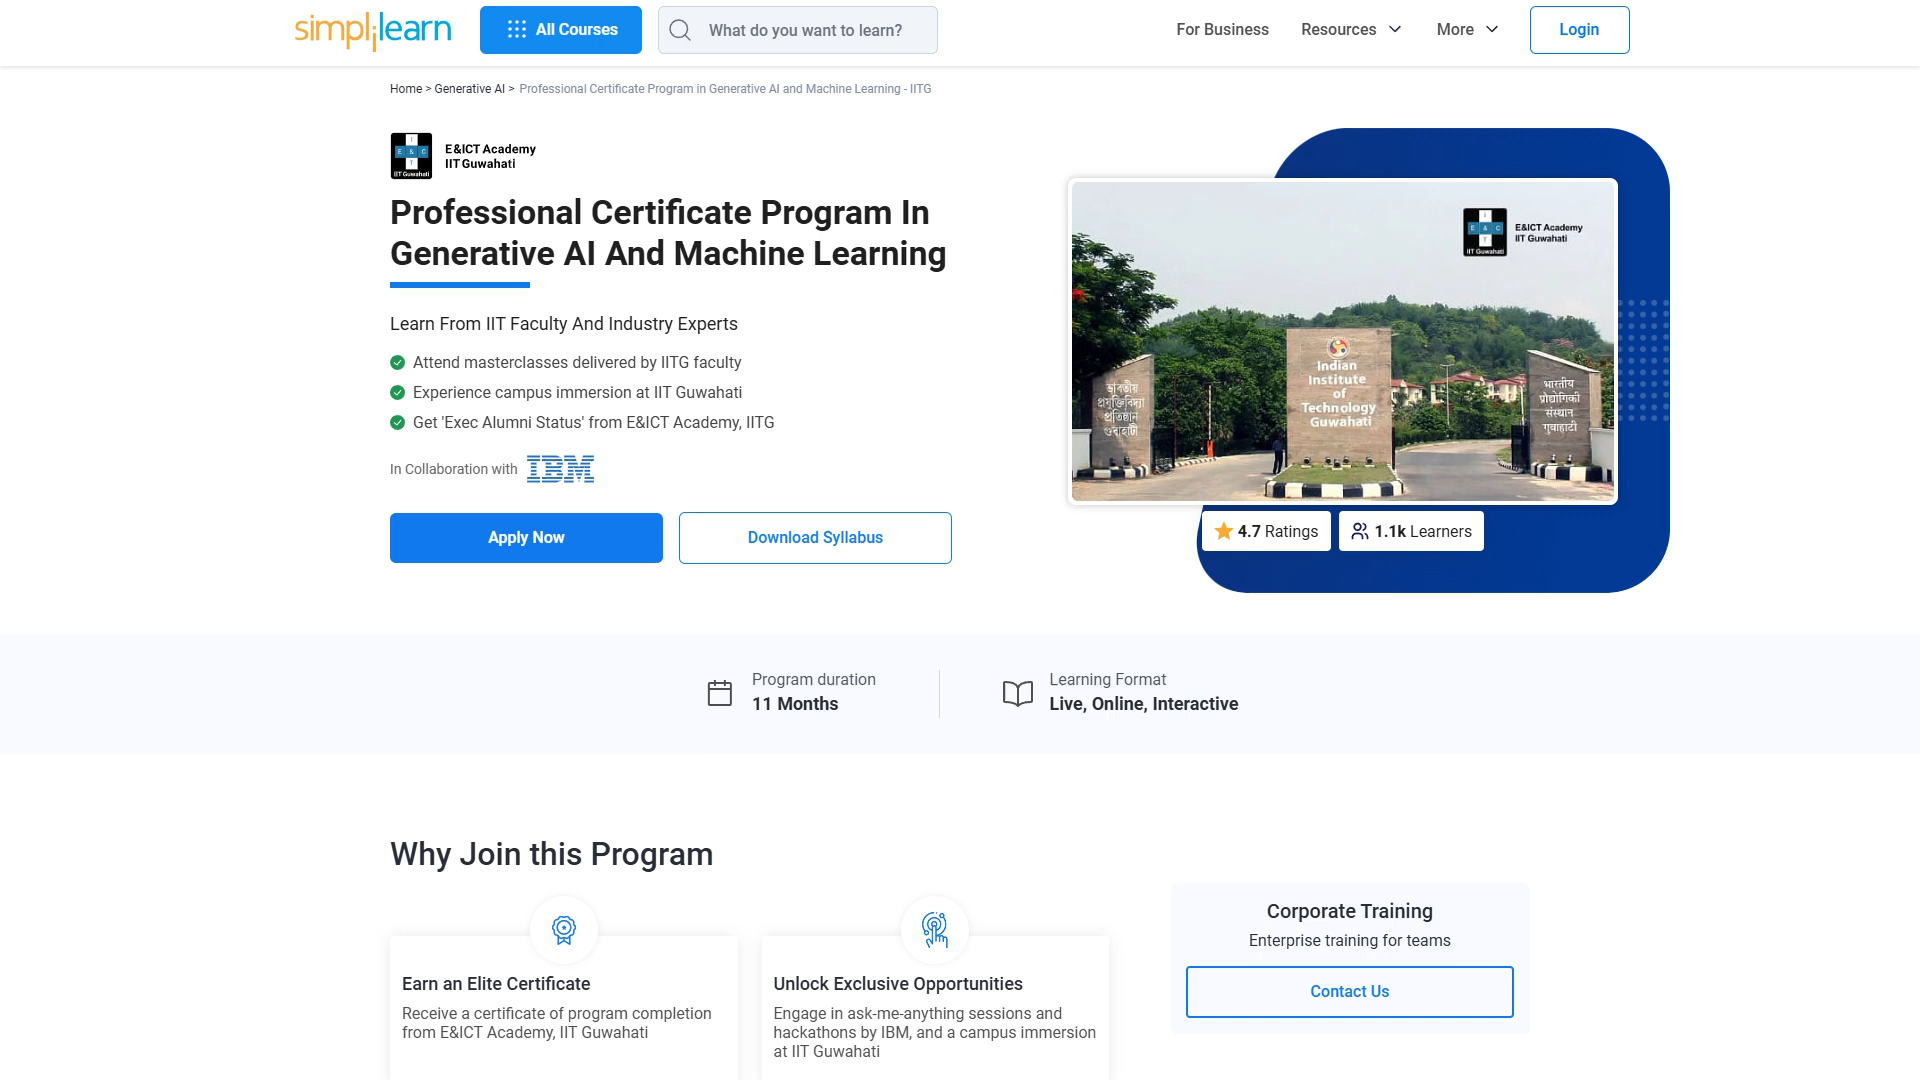 simplilearn
All Courses
What do you want to learn?
For Business
Resources
More
Login
Home > Generative AI > Professional Certificate Program in Generative AI and Machine Learning - IITG
E&ICT Academy
IIT Guwahati
Professional Certificate Program In
Generative AI And Machine Learning
Learn From IIT Faculty And Industry Experts
Attend masterclasses delivered by IITG faculty
Experience campus immersion at IIT Guwahati
Get 'Exec Alumni Status' from E&ICT Academy, IITG
In Collaboration with IBM
Apply Now
Download Syllabus
E&ICT Academy
IIT Guwahati
ভাৰতীয়
প্ৰযুক্তিবিদ্যা
প্ৰতিষ্ঠান
গুৱাহাটী
Indian
Institute
of
Technology
Guwahati
भारतीय
प्रौद्योगिकी
संस्थान
गुवाहाटी
4.7 Ratings
1.1k Learners
Program duration
11 Months
Learning Format
Live, Online, Interactive
Why Join this Program
Earn an Elite Certificate
Receive a certificate of program completion
from E&ICT Academy, IIT Guwahati
Unlock Exclusive Opportunities
Engage in ask-me-anything sessions and
hackathons by IBM, and a campus immersion
at IIT Guwahati
Corporate Training
Enterprise training for teams
Contact Us